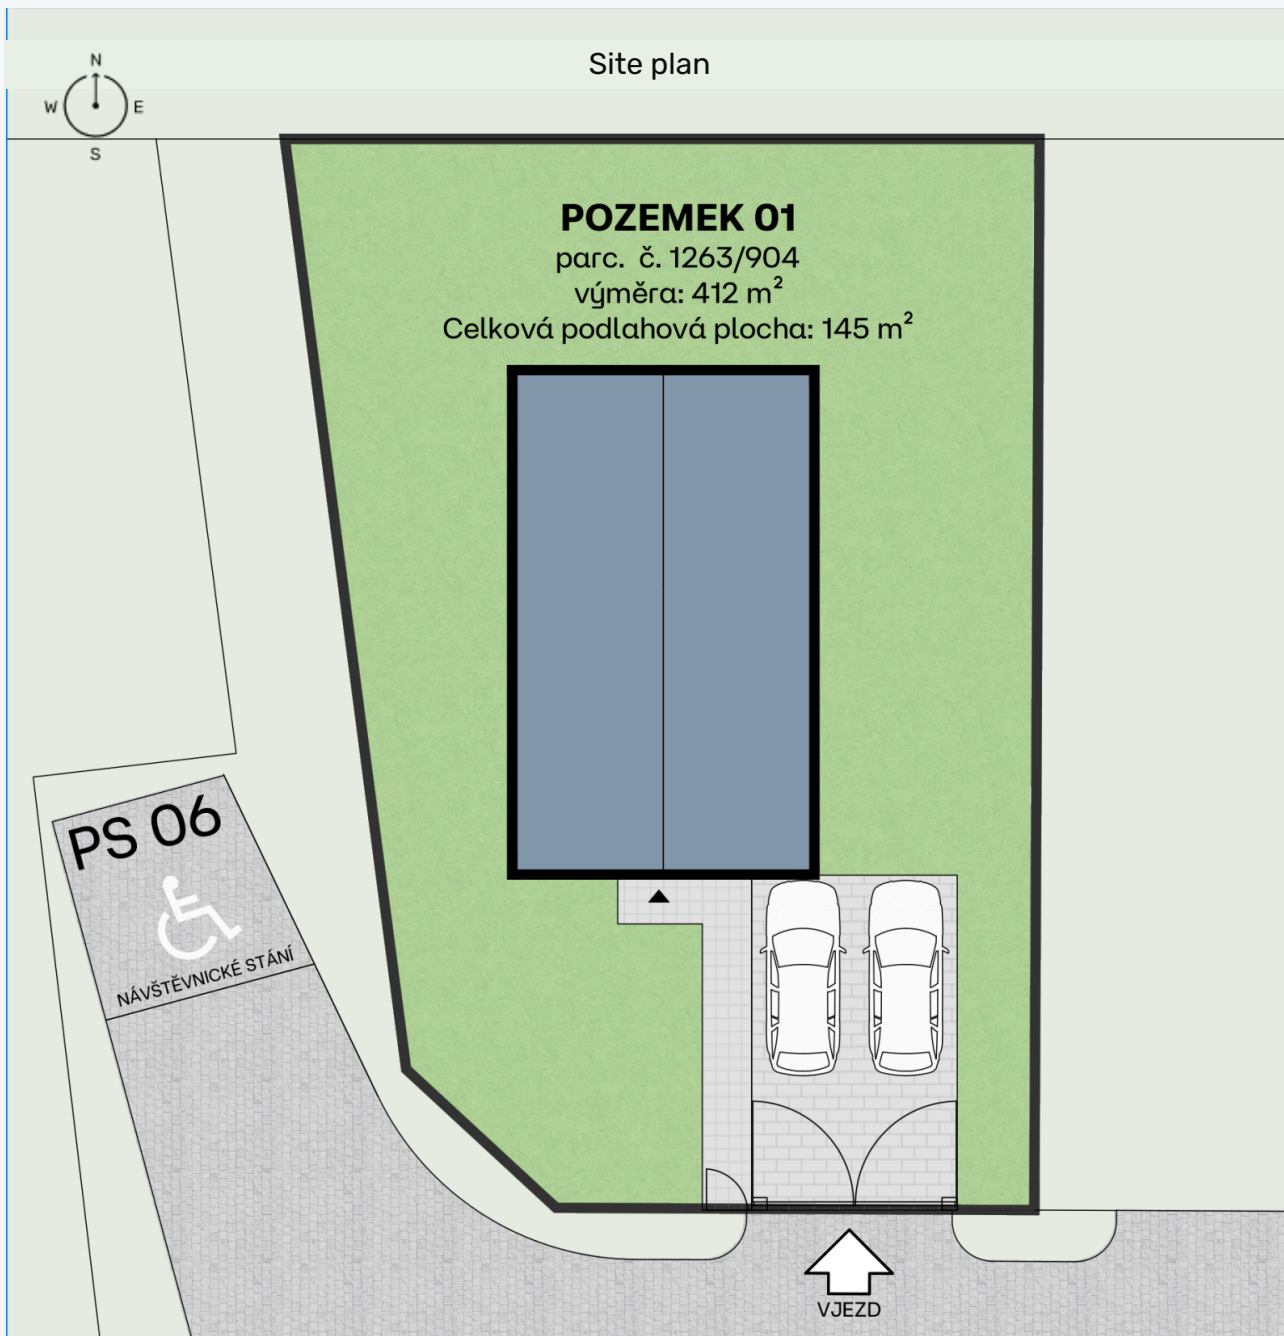 Site plan
N
W E
S
POZEMEK 01
parc. č. 1263/904
výměra: 412 m²
Celková podlahová plocha: 145 m²
PS 06
NÁVŠTĚVNICKÉ STÁNÍ
VJEZD